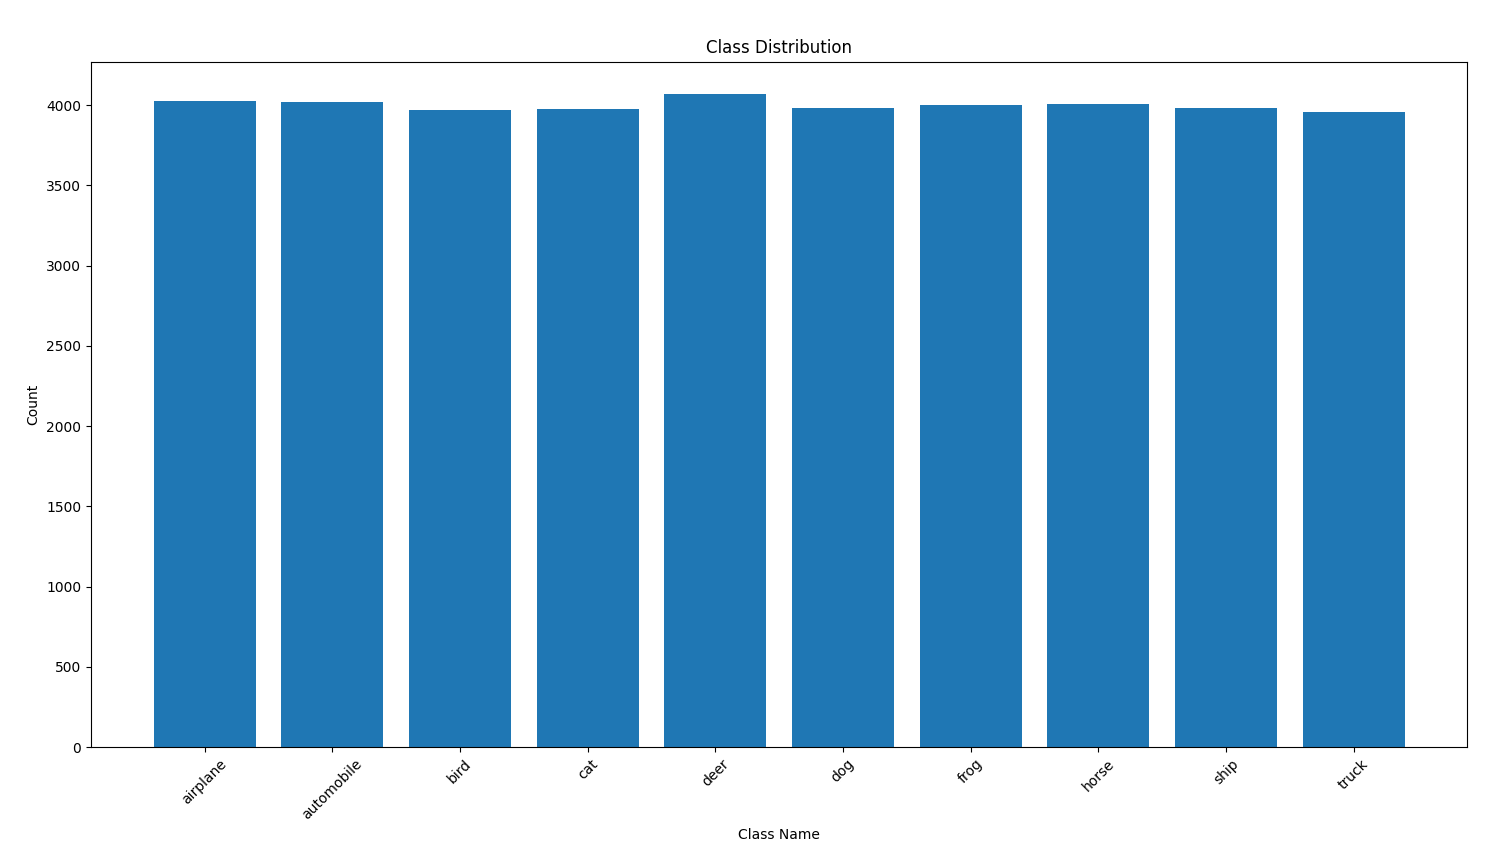 Class Distribution
4000
3500
3000
2500
2000
1500
1000
500
0
Count
airplane
automobile
bird
cat
deer
dog
frog
horse
ship
truck
Class Name